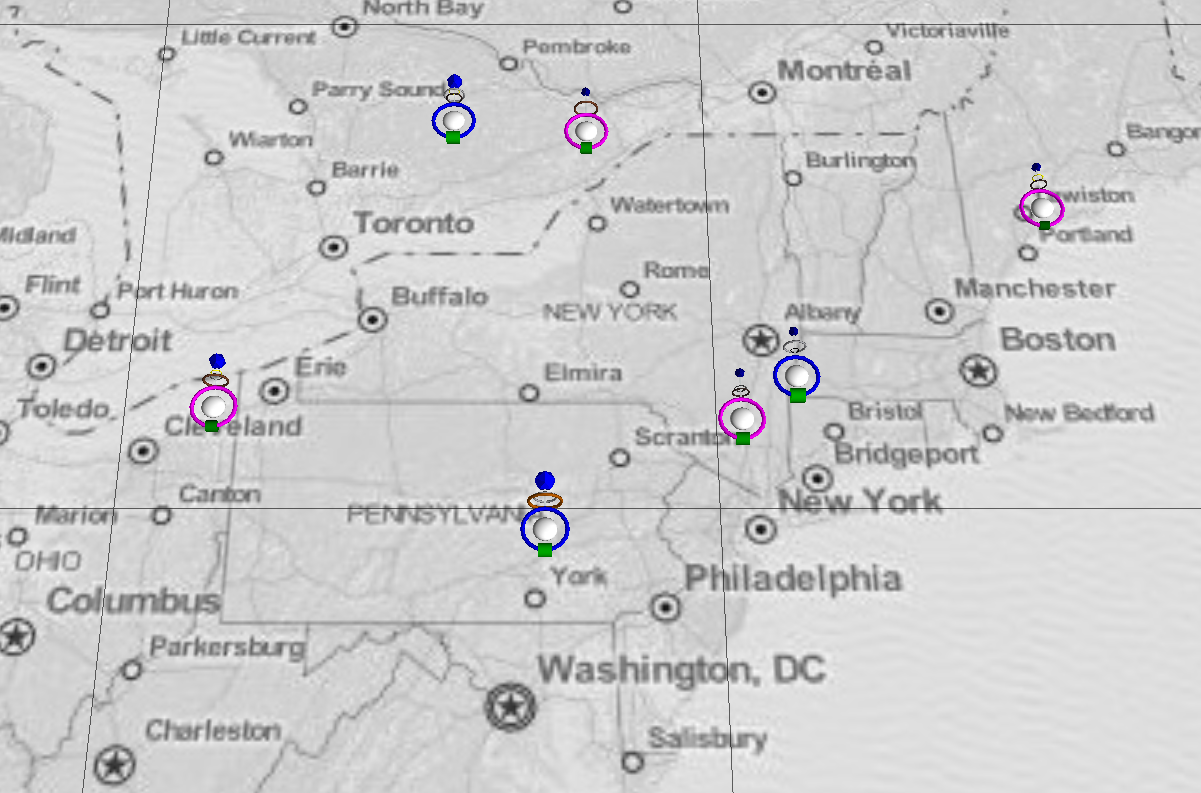 North Bay
Little Current
Victoriaville
Pembroke
Montréal
Parry Sound
Bangor
Wiarton
Burlington
Barrie
Watertown
Toronto
Portland
Midland
Rome
Flint
Port Huron
Buffalo
Manchester
NEW YORK
Albany
Detroit
Boston
Erie
Elmira
Toledo
Bristol
New Bedford
Cleveland
Scranton
Bridgeport
Canton
New York
Marion
PENNSYLVAN
OHIO
York
Philadelphia
Columbus
Parkersburg
Washington, DC
Charleston
Salisbury